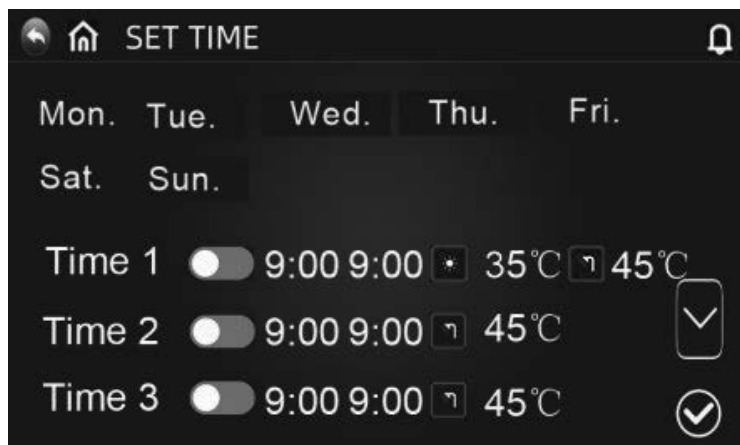 SET TIME
Mon. Tue. Wed. Thu. Fri.
Sat. Sun.
Time 1 9:00 9:00 35℃ 45℃
Time 2 9:00 9:00 45℃
Time 3 9:00 9:00 45℃